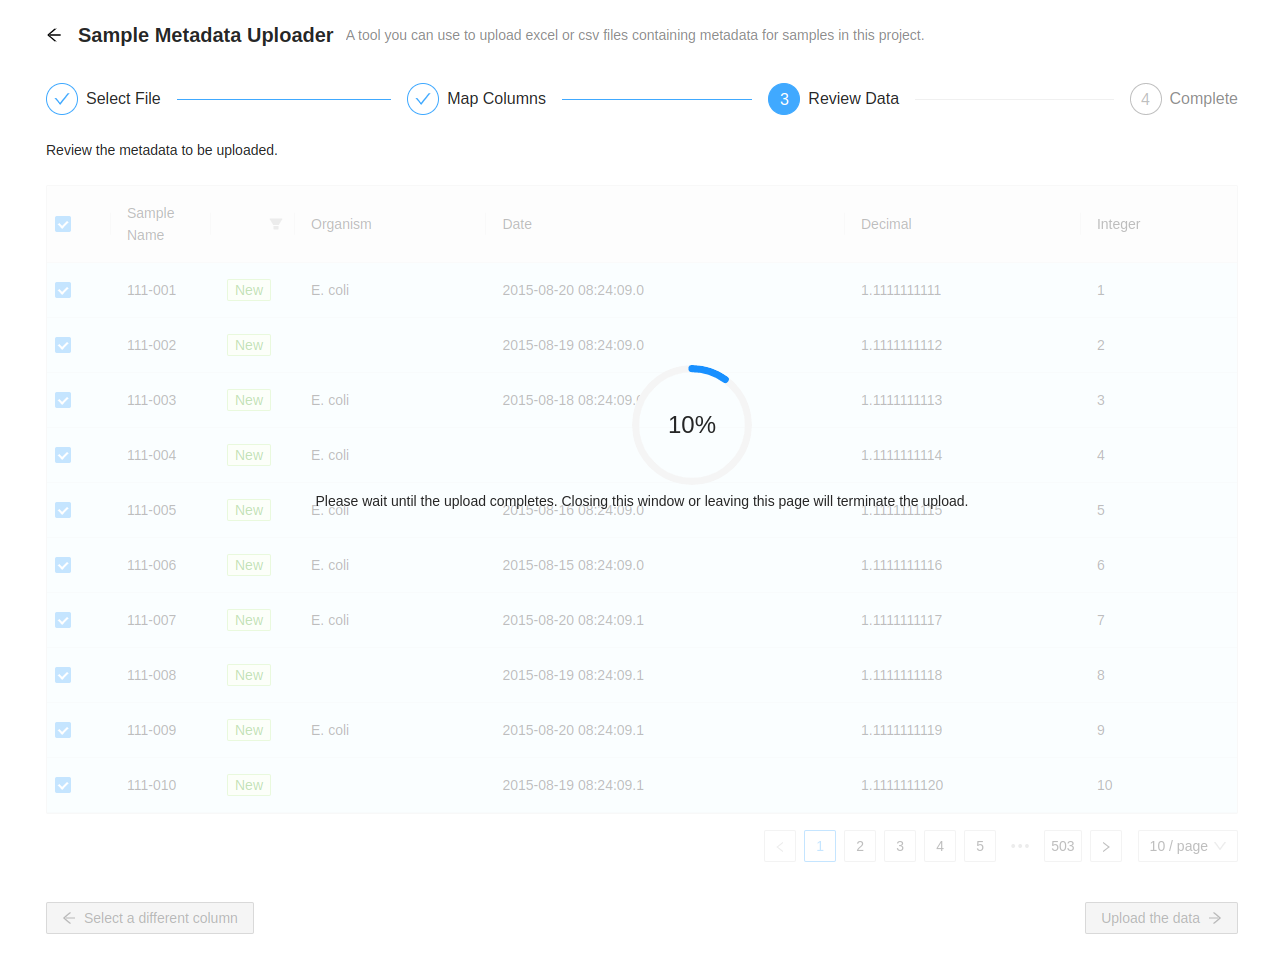 Sample Metadata Uploader A tool you can use to upload excel or csv files containing metadata for samples in this project.
Select File Map Columns 3 Review Data 4 Complete
Review the metadata to be uploaded.
Sample Name Organism Date Decimal Integer
111-001 New E. coli 2015-08-20 08:24:09.0 1.1111111111 1
111-002 New 2015-08-19 08:24:09.0 1.1111111112 2
111-003 New E. coli 2015-08-18 08:24:09.0 1.1111111113 3
10%
111-004 New E. coli 1.1111111114 4
Please wait until the upload completes. Closing this window or leaving this page will terminate the upload.
111-005 New E. coli 2015-08-16 08:24:09.0 1.1111111115 5
111-006 New E. coli 2015-08-15 08:24:09.0 1.1111111116 6
111-007 New E. coli 2015-08-20 08:24:09.1 1.1111111117 7
111-008 New 2015-08-19 08:24:09.1 1.1111111118 8
111-009 New E. coli 2015-08-20 08:24:09.1 1.1111111119 9
111-010 New 2015-08-19 08:24:09.1 1.1111111120 10
1 2 3 4 5 ••• 503 10 / page
Select a different column Upload the data